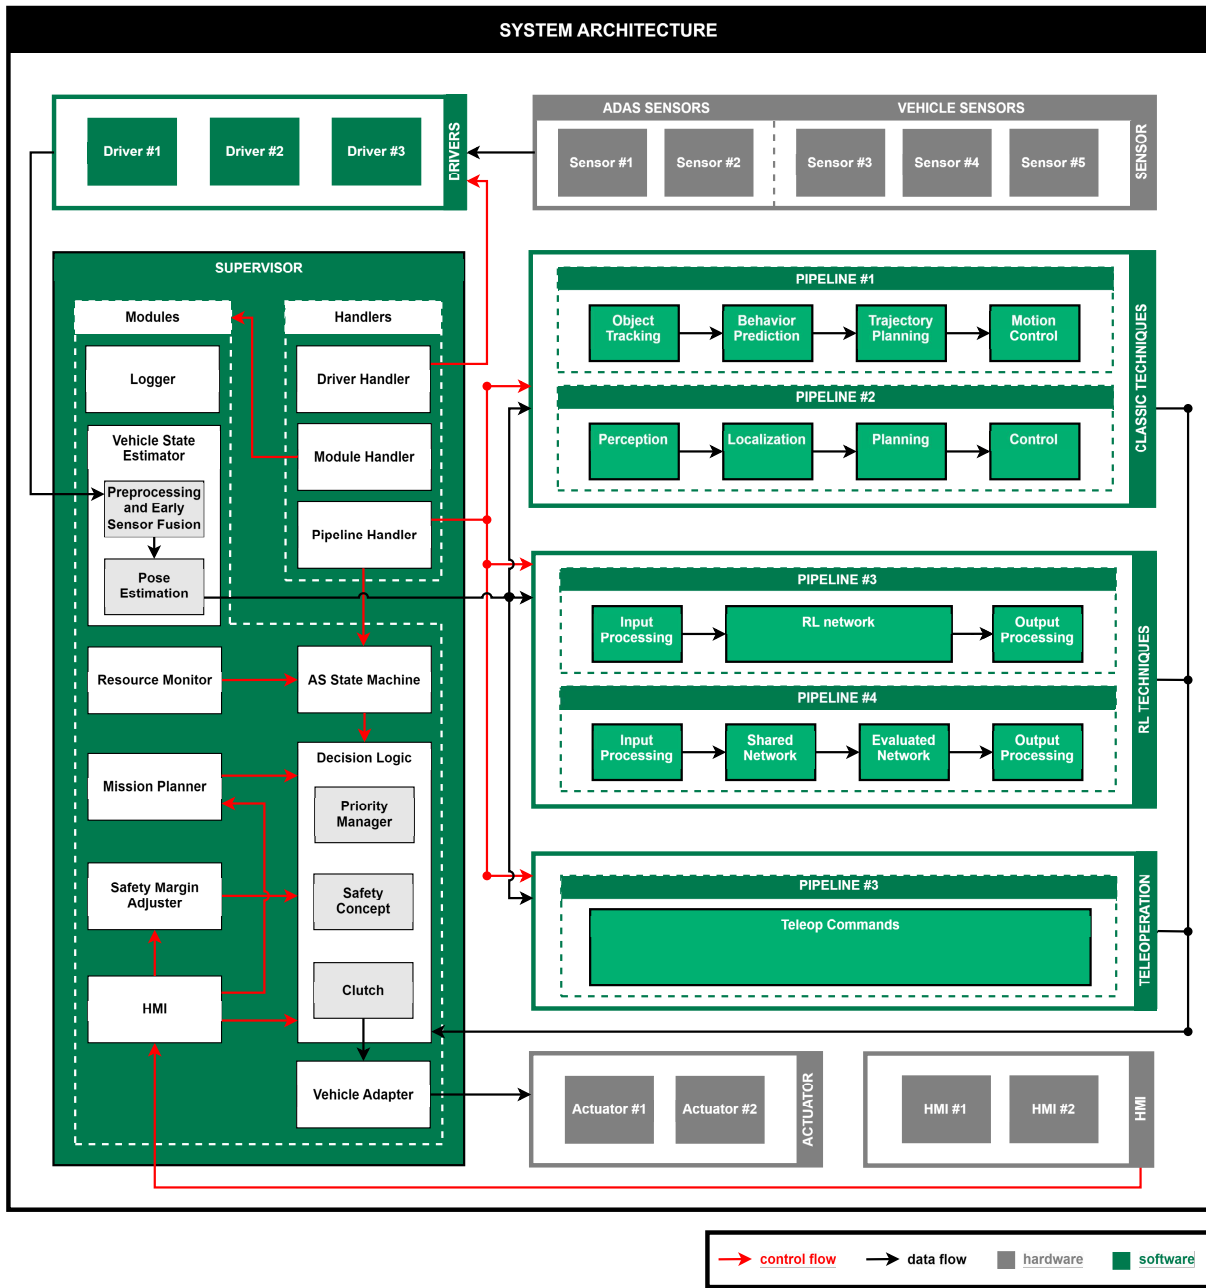 SYSTEM ARCHITECTURE
DRIVERS
Driver #1
Driver #2
Driver #3
ADAS SENSORS
VEHICLE SENSORS
SENSOR
Sensor #1
Sensor #2
Sensor #3
Sensor #4
Sensor #5
SUPERVISOR
Modules
Handlers
Logger
Driver Handler
Vehicle State
Estimator
Module Handler
Preprocessing
and Early
Sensor Fusion
Pipeline Handler
Pose
Estimation
Resource Monitor
AS State Machine
Mission Planner
Decision Logic
Priority
Manager
Safety Margin
Adjuster
Safety
Concept
HMI
Clutch
Vehicle Adapter
CLASSIC TECHNIQUES
PIPELINE #1
Object
Tracking
Behavior
Prediction
Trajectory
Planning
Motion
Control
PIPELINE #2
Perception
Localization
Planning
Control
RL TECHNIQUES
PIPELINE #3
Input
Processing
RL network
Output
Processing
PIPELINE #4
Input
Processing
Shared
Network
Evaluated
Network
Output
Processing
TELEOPERATION
PIPELINE #3
Teleop Commands
ACTUATOR
Actuator #1
Actuator #2
HMI
HMI #1
HMI #2
control flow
data flow
hardware
software